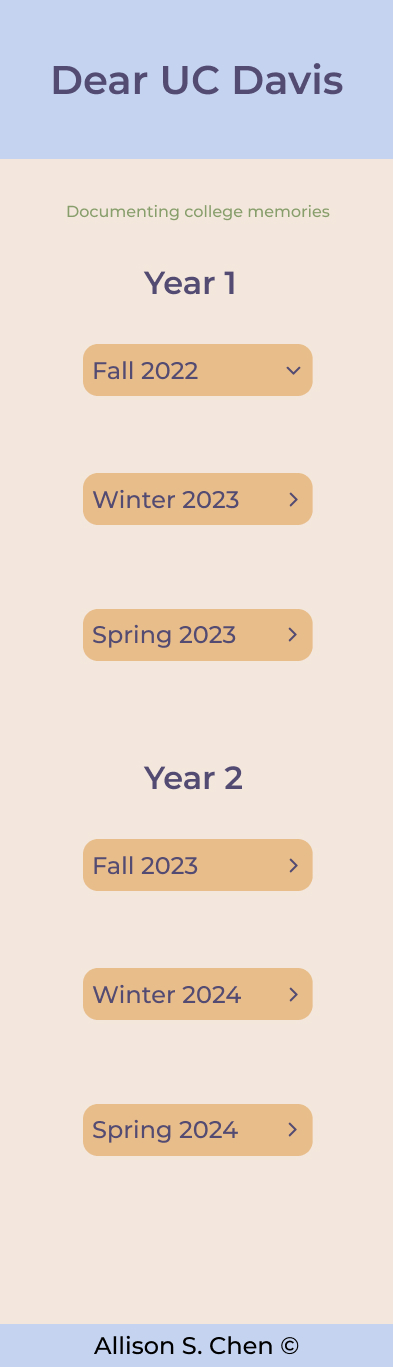 Dear UC Davis
Documenting college memories
Year 1
Fall 2022
Winter 2023
Spring 2023
Year 2
Fall 2023
Winter 2024
Spring 2024
Allison S. Chen ©